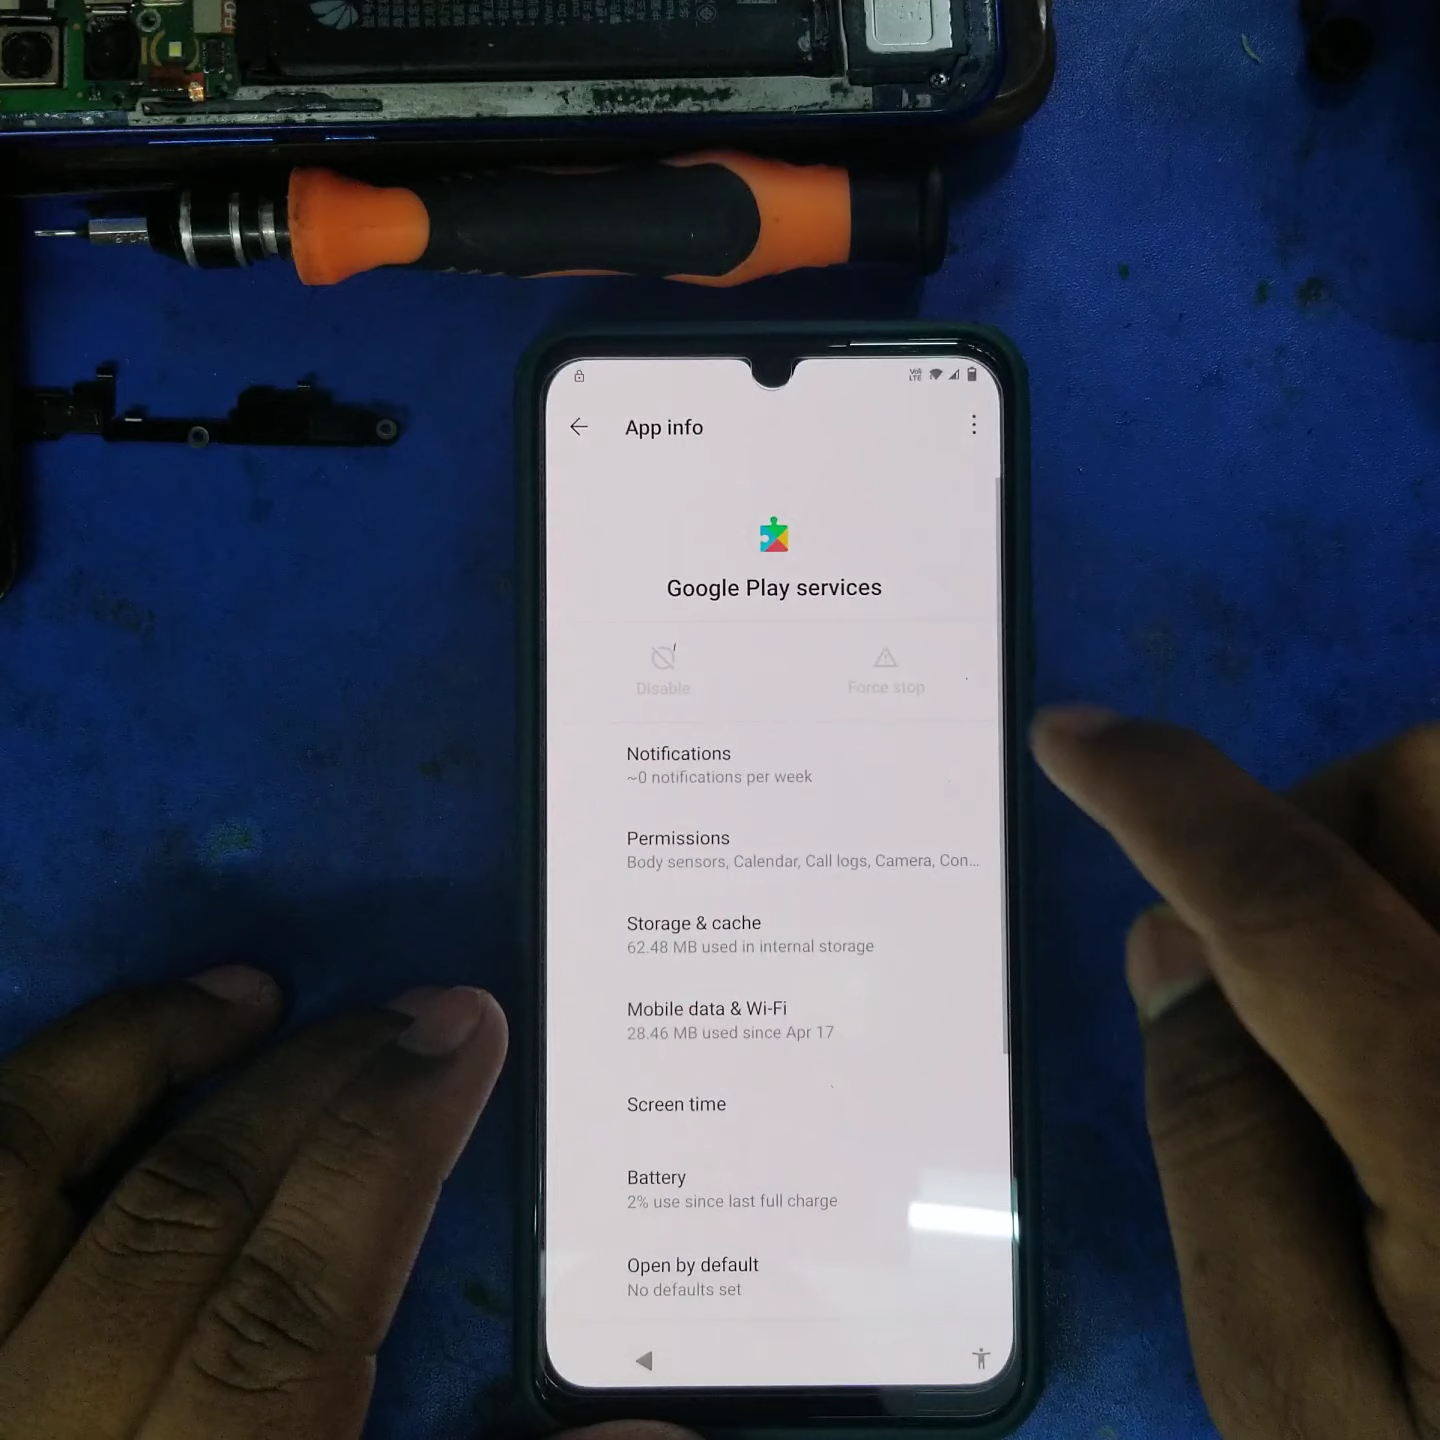 Vo)
LTE
App info
Google Play services
Disable
Force stop
Notifications
~0 notifications per week
Permissions
Body sensors, Calendar, Call logs, Camera, Con...
Storage & cache
62.48 MB used in internal storage
Mobile data & Wi-Fi
28.46 MB used since Apr 17
Screen time
Battery
2% use since last full charge
Open by default
No defaults set